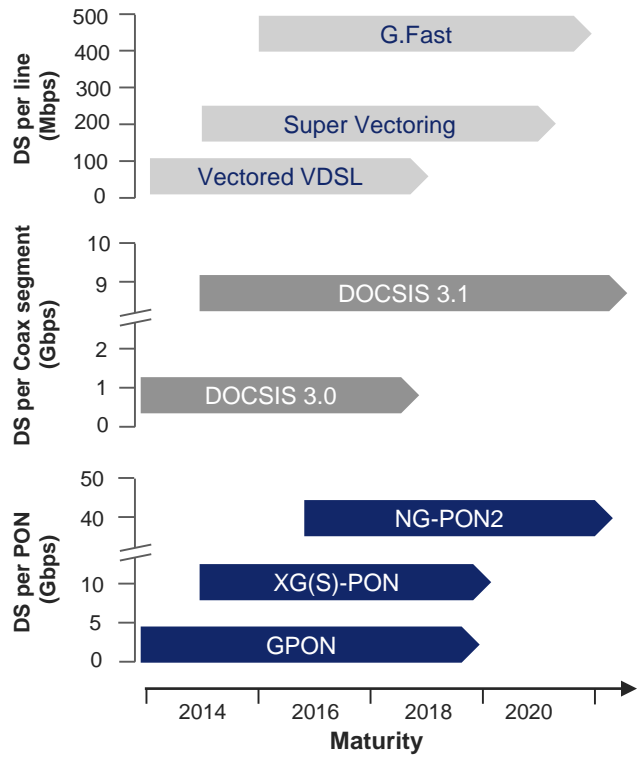 500
400
300
200
100
0
DS per line
(Mbps)
G.Fast
Super Vectoring
Vectored VDSL
10
9
2
1
0
DS per Coax segment
(Gbps)
DOCSIS 3.1
DOCSIS 3.0
50
40
10
5
0
DS per PON
(Gbps)
NG-PON2
XG(S)-PON
GPON
2014 2016 2018 2020
Maturity